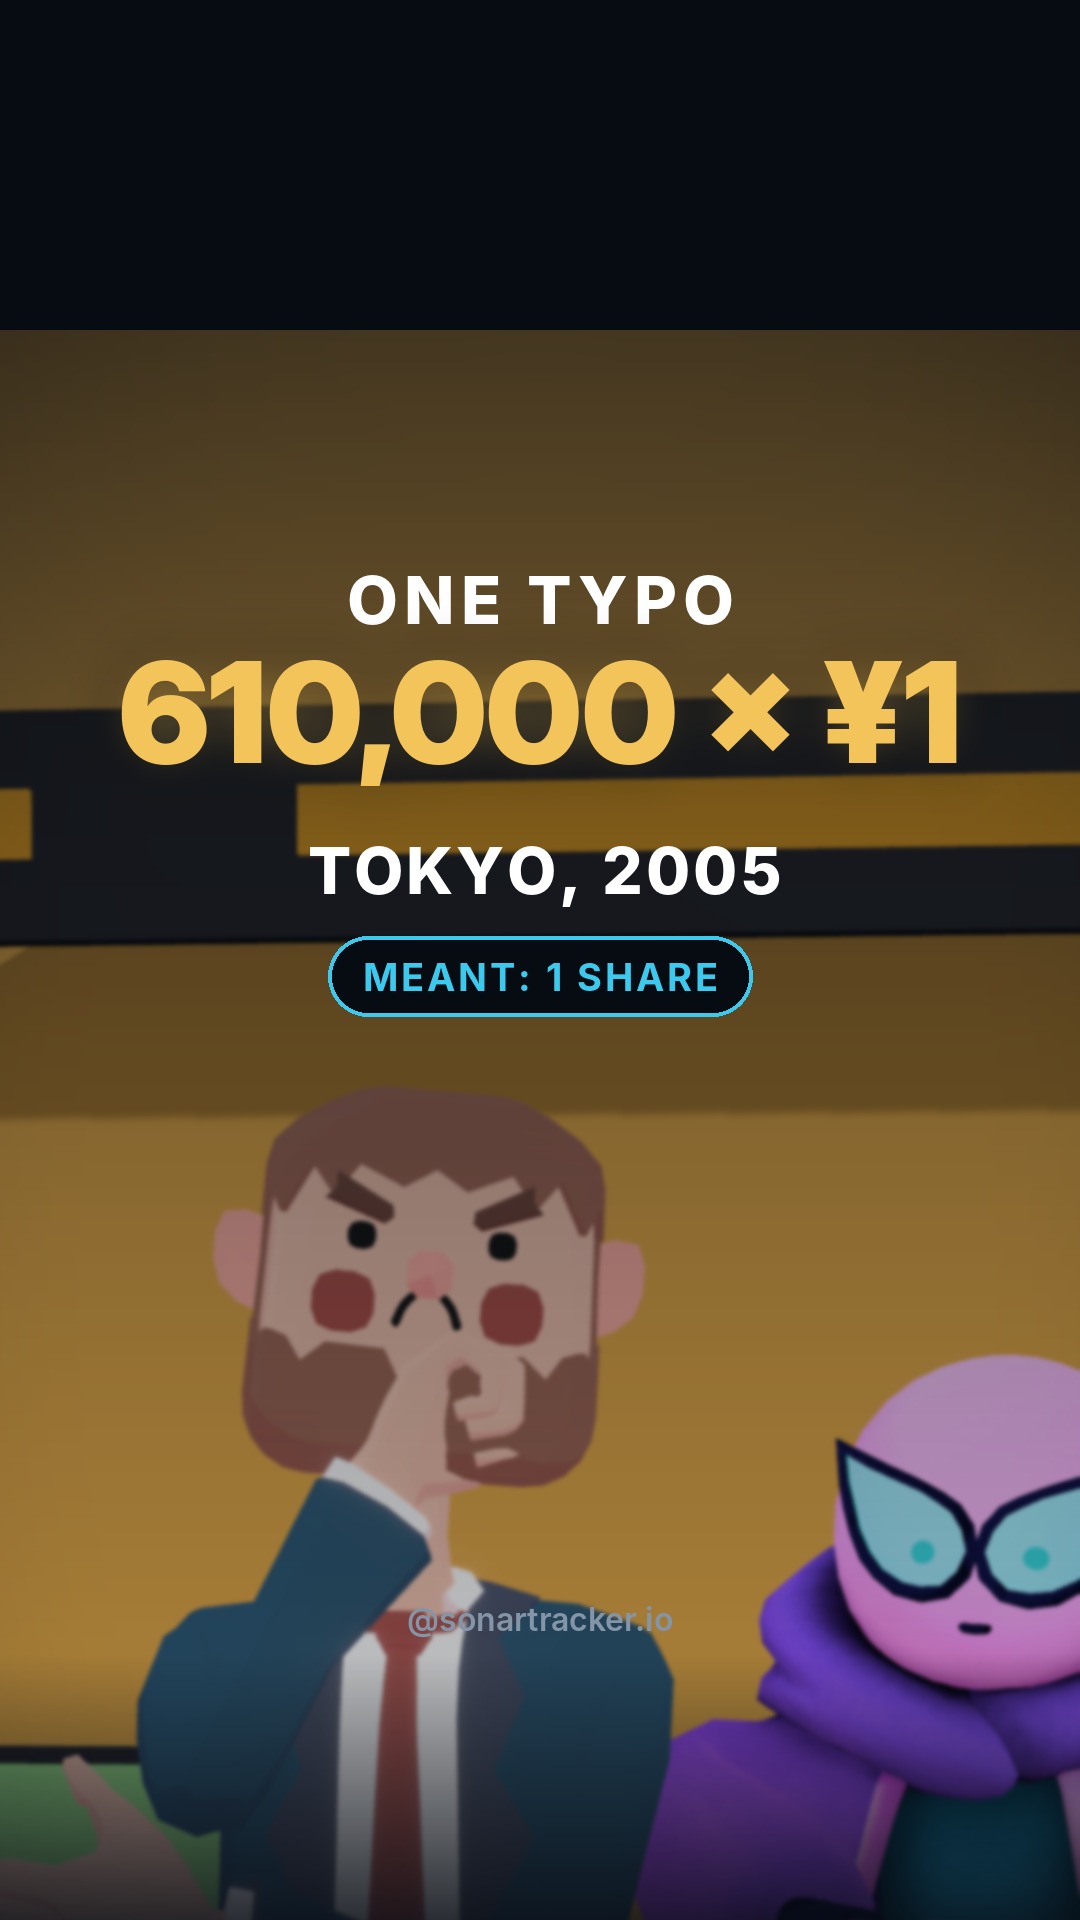 ONE TYPO
610,000 × ¥1
TOKYO, 2005
MEANT: 1 SHARE
@sonartracker.io